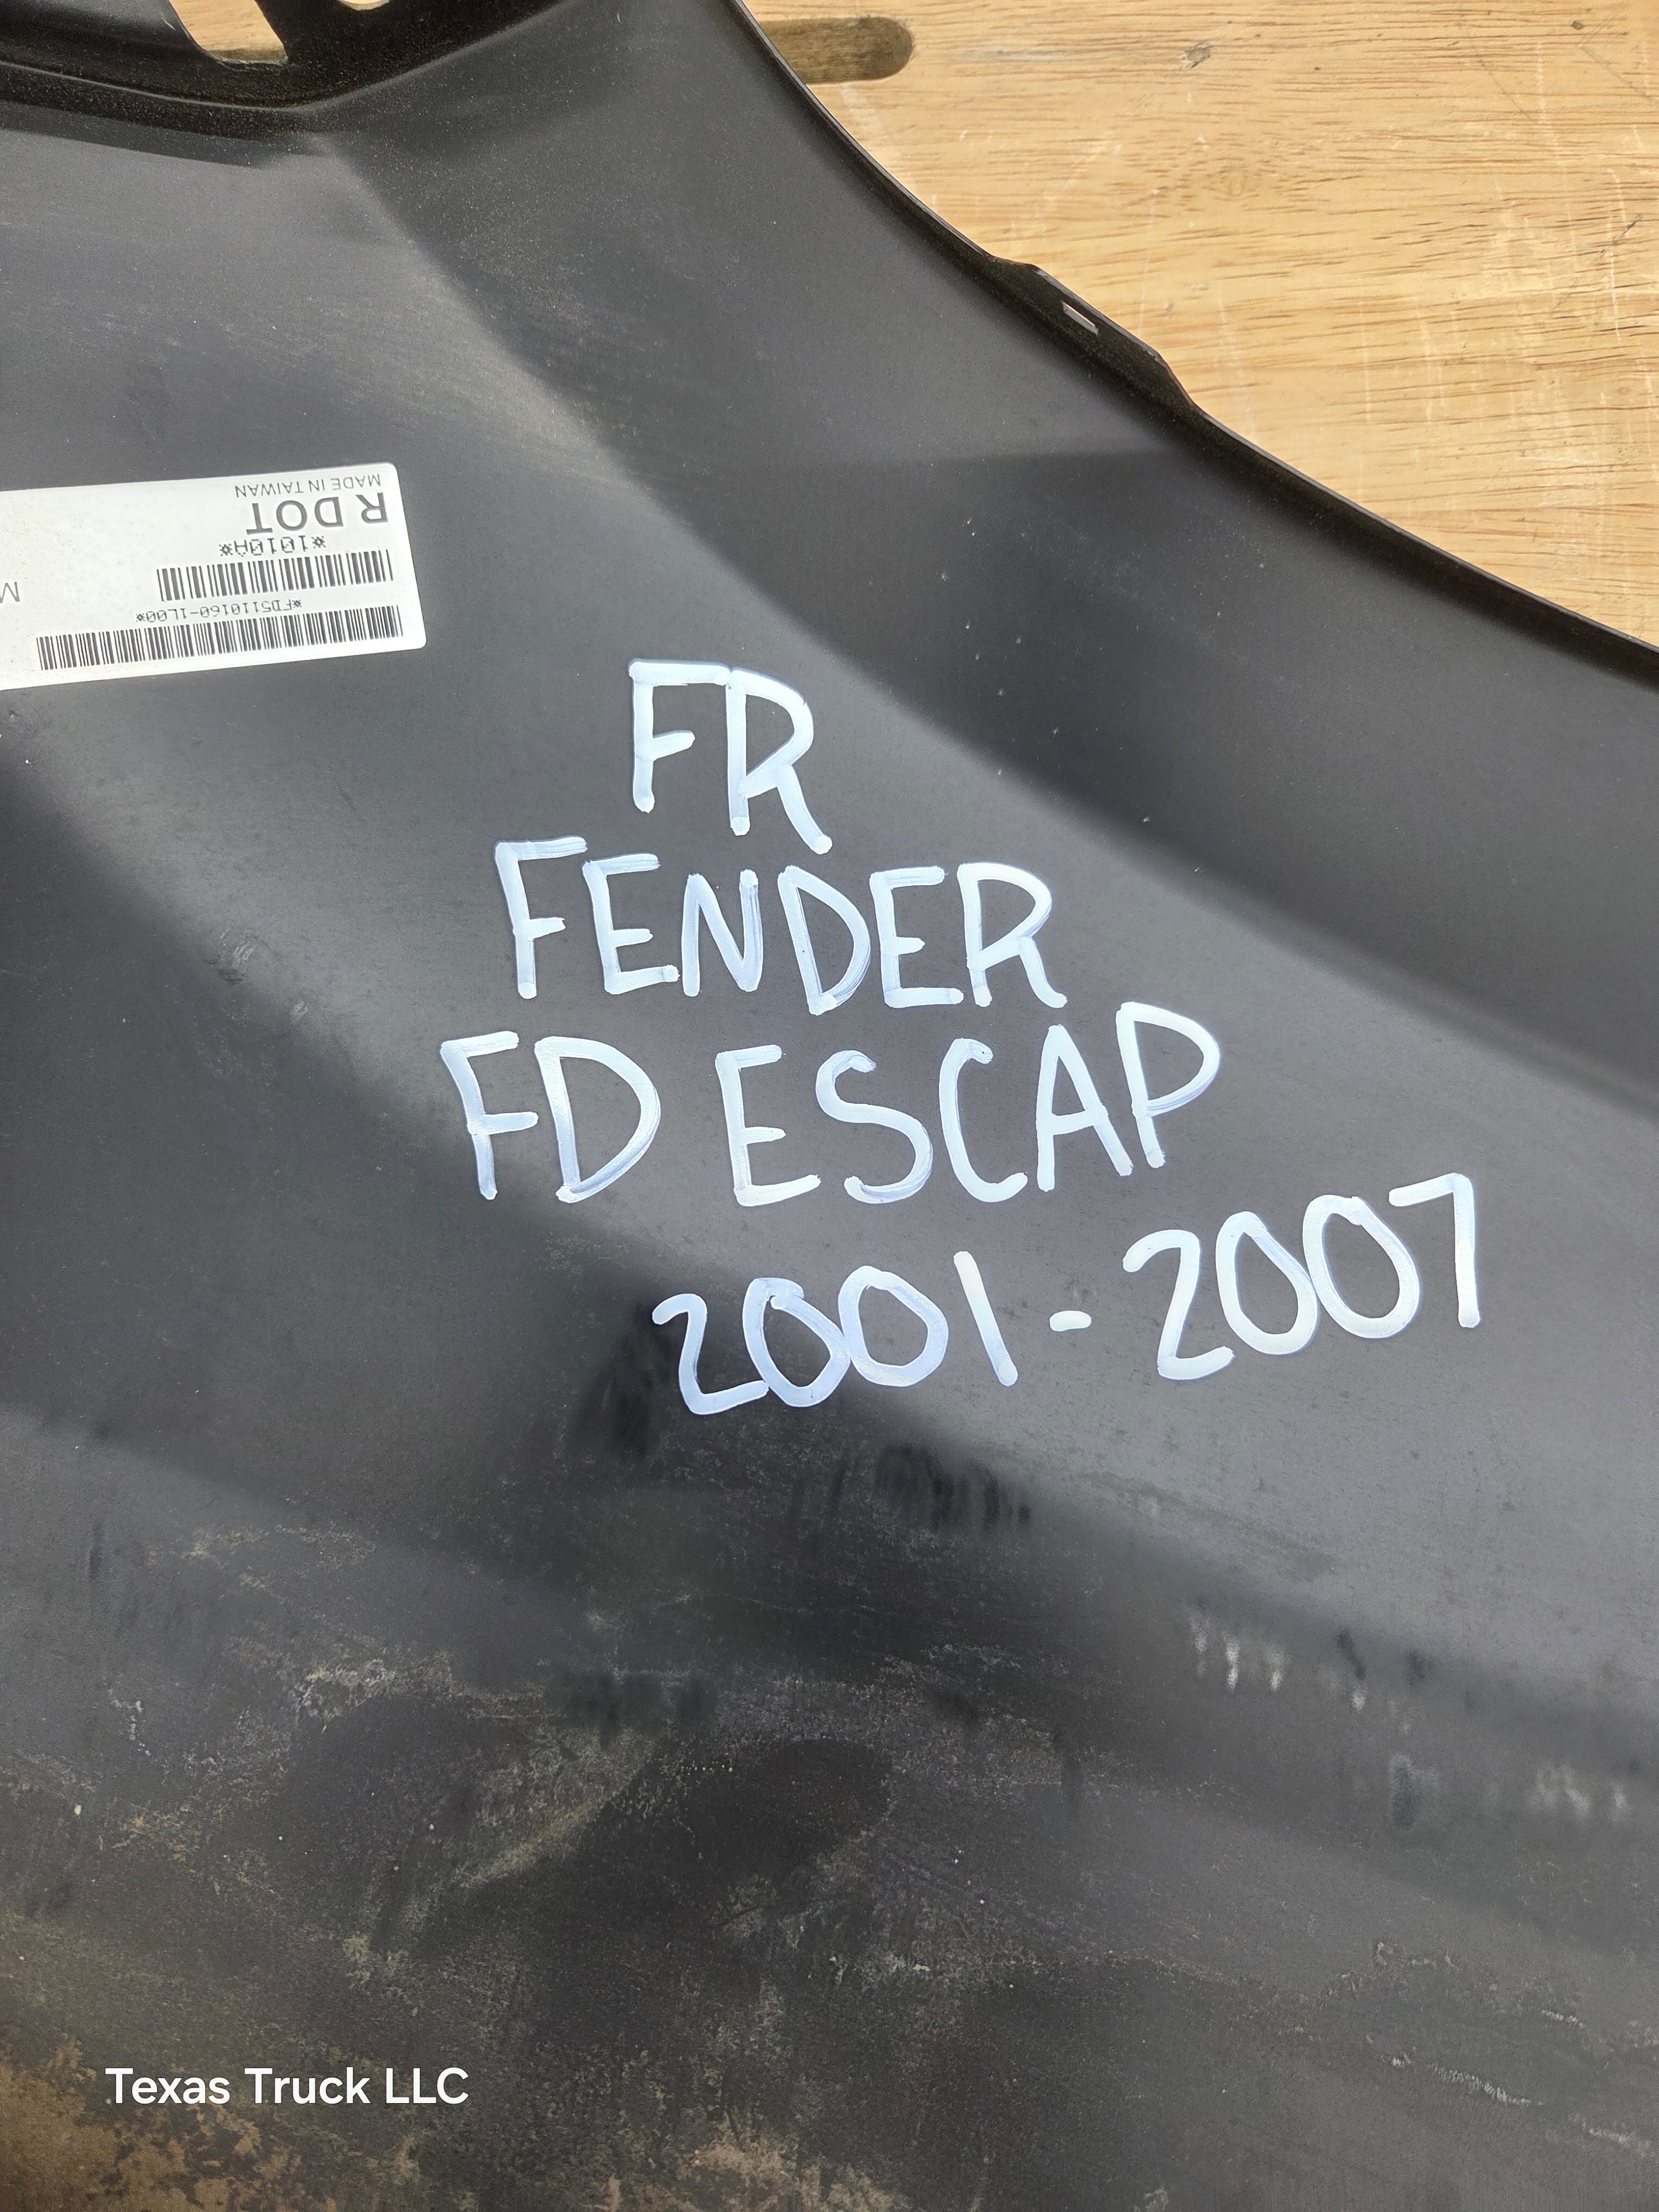 MADE IN TAIWAN
R DOT
*1010A*
*FD5110160-1L00*
M
FR
FENDER
FD ESCAP
2001-2007
Texas Truck LLC